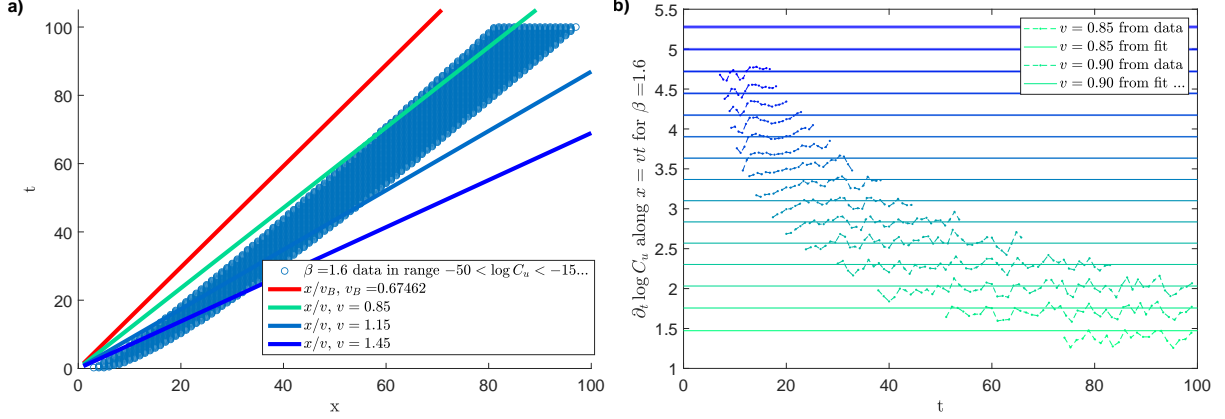 a)
100
80
60
40
20
0
t
0
20
40
60
80
100
x
β =1.6 data in range −50 < log C_u < −15...
x/v_B, v_B =0.67462
x/v, v = 0.85
x/v, v = 1.15
x/v, v = 1.45
b)
5.5
5
4.5
4
3.5
3
2.5
2
1.5
1
∂_t log C_u along x = vt for β =1.6
0
20
40
60
80
100
t
v = 0.85 from data
v = 0.85 from fit
v = 0.90 from data
v = 0.90 from fit ...